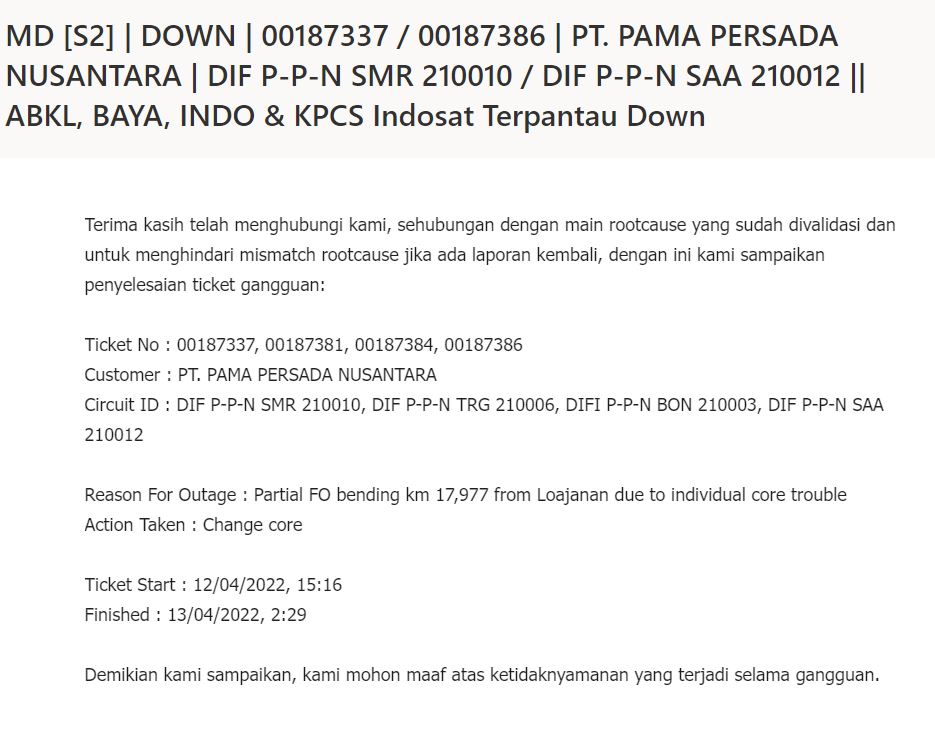 MD [S2] | DOWN | 00187337 / 00187386 | PT. PAMA PERSADA
NUSANTARA | DIF P-P-N SMR 210010 / DIF P-P-N SAA 210012 ||
ABKL, BAYA, INDO & KPCS Indosat Terpantau Down
Terima kasih telah menghubungi kami, sehubungan dengan main rootcause yang sudah divalidasi dan
untuk menghindari mismatch rootcause jika ada laporan kembali, dengan ini kami sampaikan
penyelesaian ticket gangguan:
Ticket No : 00187337, 00187381, 00187384, 00187386
Customer : PT. PAMA PERSADA NUSANTARA
Circuit ID : DIF P-P-N SMR 210010, DIF P-P-N TRG 210006, DIFI P-P-N BON 210003, DIF P-P-N SAA
210012
Reason For Outage : Partial FO bending km 17,977 from Loajanan due to individual core trouble
Action Taken : Change core
Ticket Start : 12/04/2022, 15:16
Finished : 13/04/2022, 2:29
Demikian kami sampaikan, kami mohon maaf atas ketidaknyamanan yang terjadi selama gangguan.